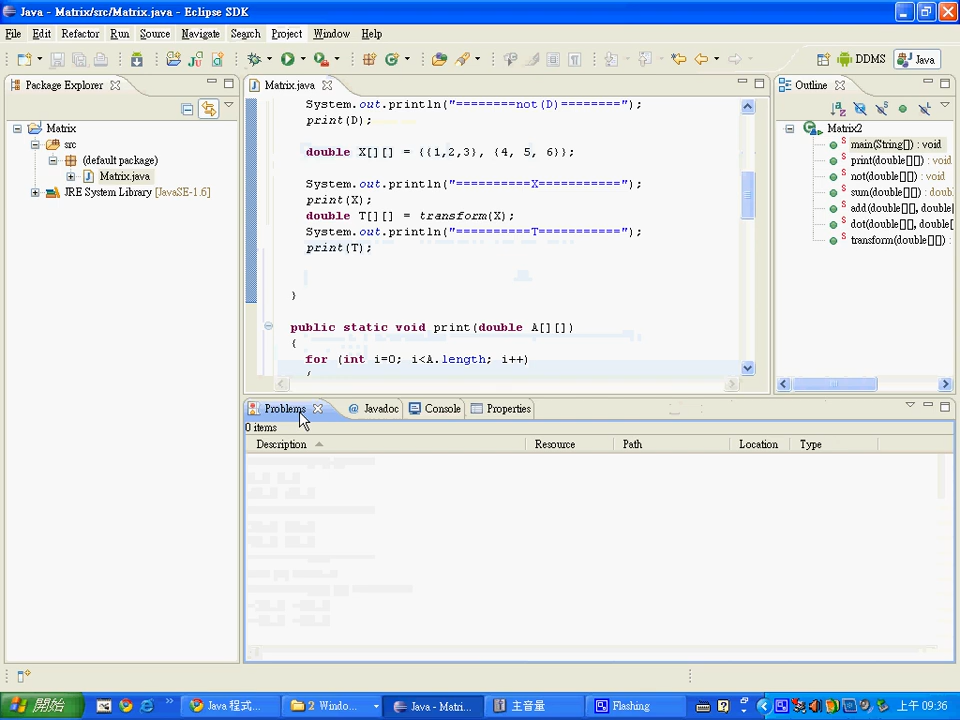 Java - Matrix/src/Matrix.java - Eclipse SDK
File Edit Refactor Run Source Navigate Search Project Window Help
DDMS Java
Package Explorer
Matrix
src
(default package)
Matrix.java
JRE System Library [JavaSE-1.6]
Matrix.java
System.out.println("========not(D)========");
print(D);
double X[][] = {{1,2,3}, {4, 5, 6}};
System.out.println("==========X===========");
print(X);
double T[][] = transform(X);
System.out.println("==========T===========");
print(T);
}
public static void print(double A[][])
{
for (int i=0; i<A.length; i++)
{
Outline
Matrix2
main(String[]) : void
print(double[][]) : void
not(double[][]) : void
sum(double[][]) : doub
add(double[][], double[
dot(double[][], double[
transform(double[][]) :
Problems Javadoc Console Properties
0 items
Description Resource Path Location Type
開始
Java 程式...
2 Windo...
Java - Matri...
主音量
Flashing
上午 09:36